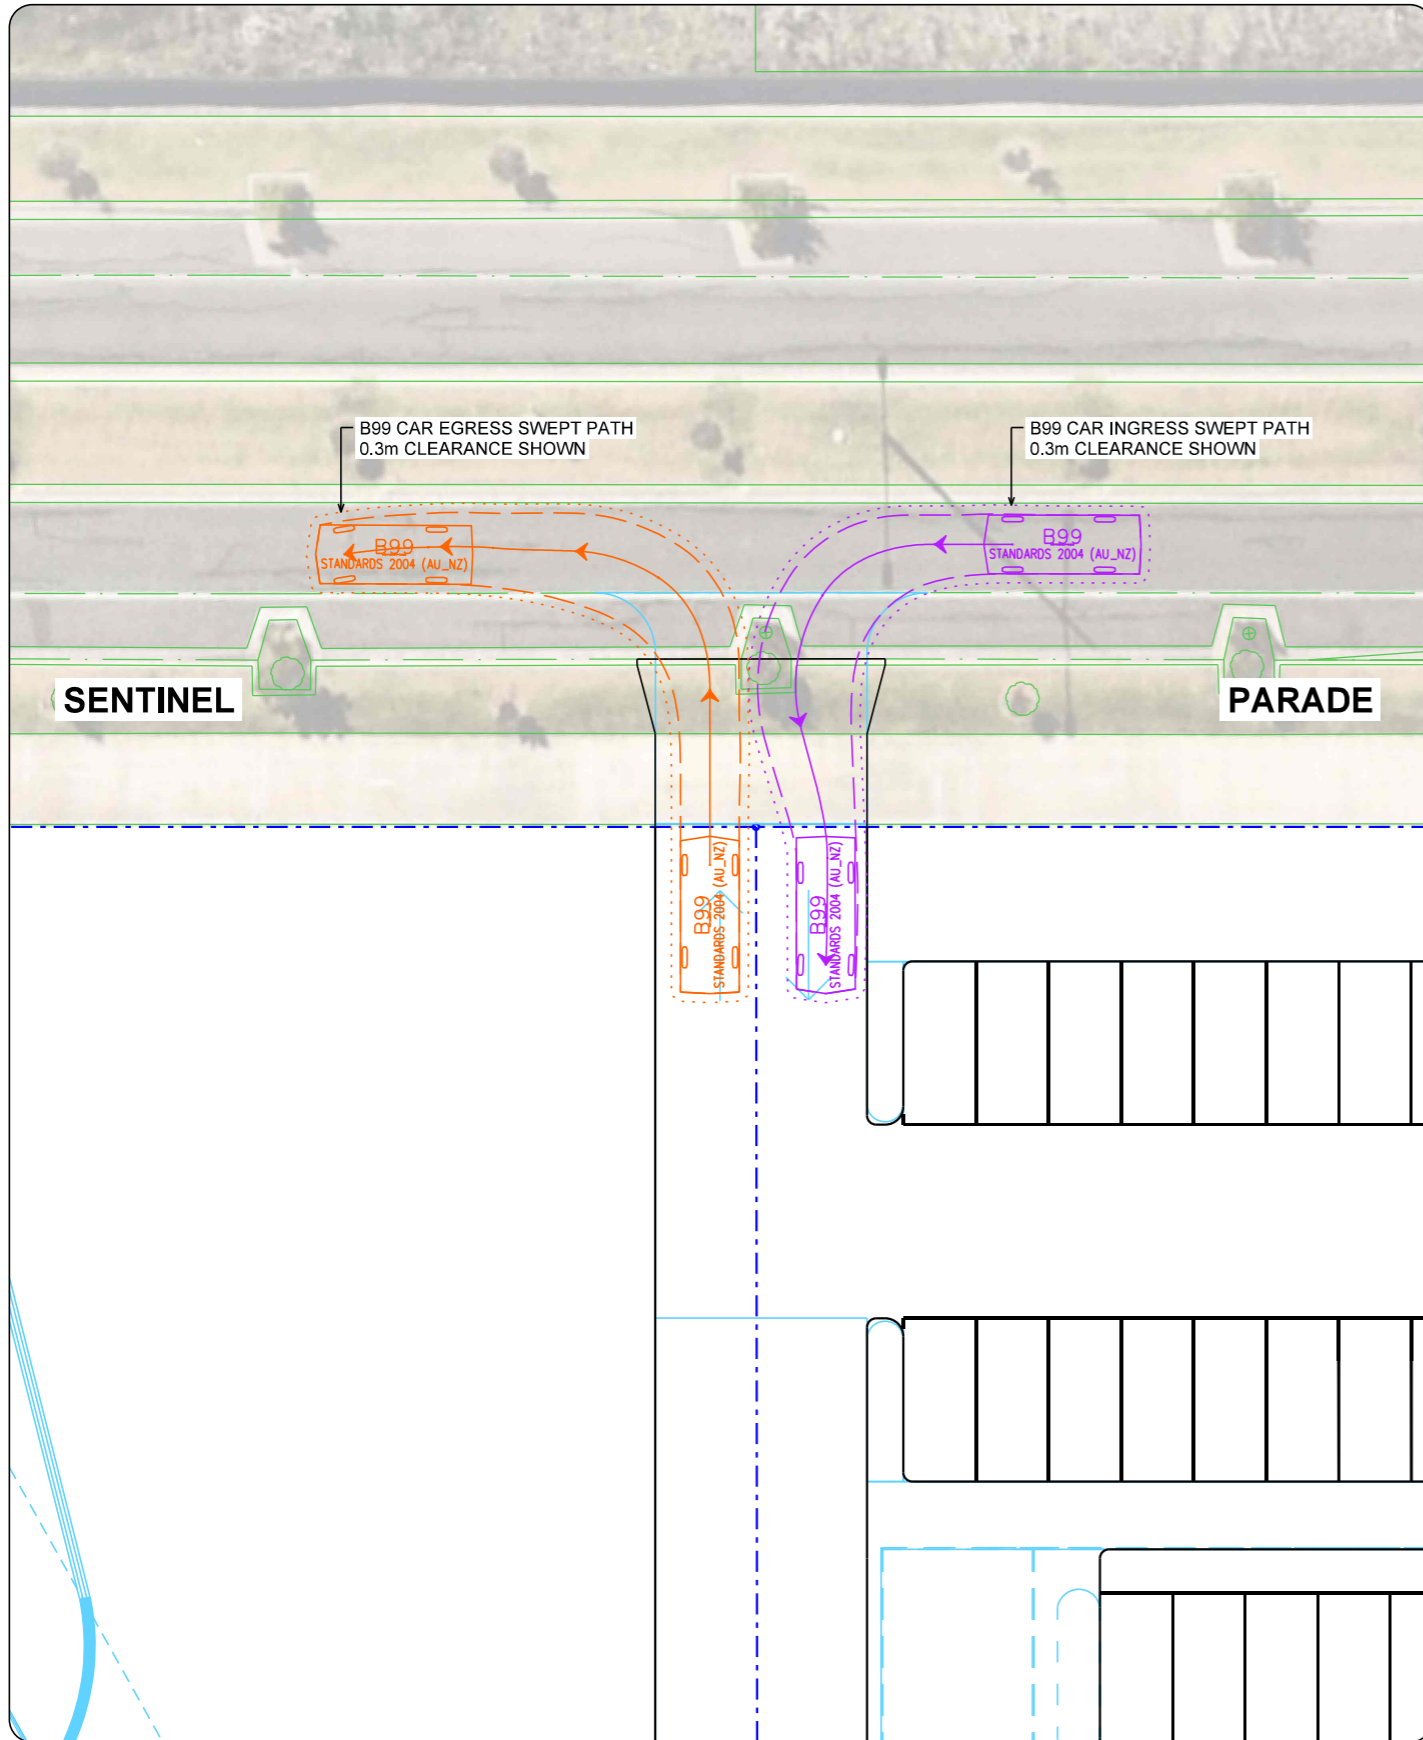 B99 CAR EGRESS SWEPT PATH
0.3m CLEARANCE SHOWN
B99 CAR INGRESS SWEPT PATH
0.3m CLEARANCE SHOWN
B99
STANDARDS 2004 (AU_NZ)
B99
STANDARDS 2004 (AU_NZ)
SENTINEL
PARADE
B99
STANDARDS 2004 (AU_NZ)
B99
STANDARDS 2004 (AU_NZ)